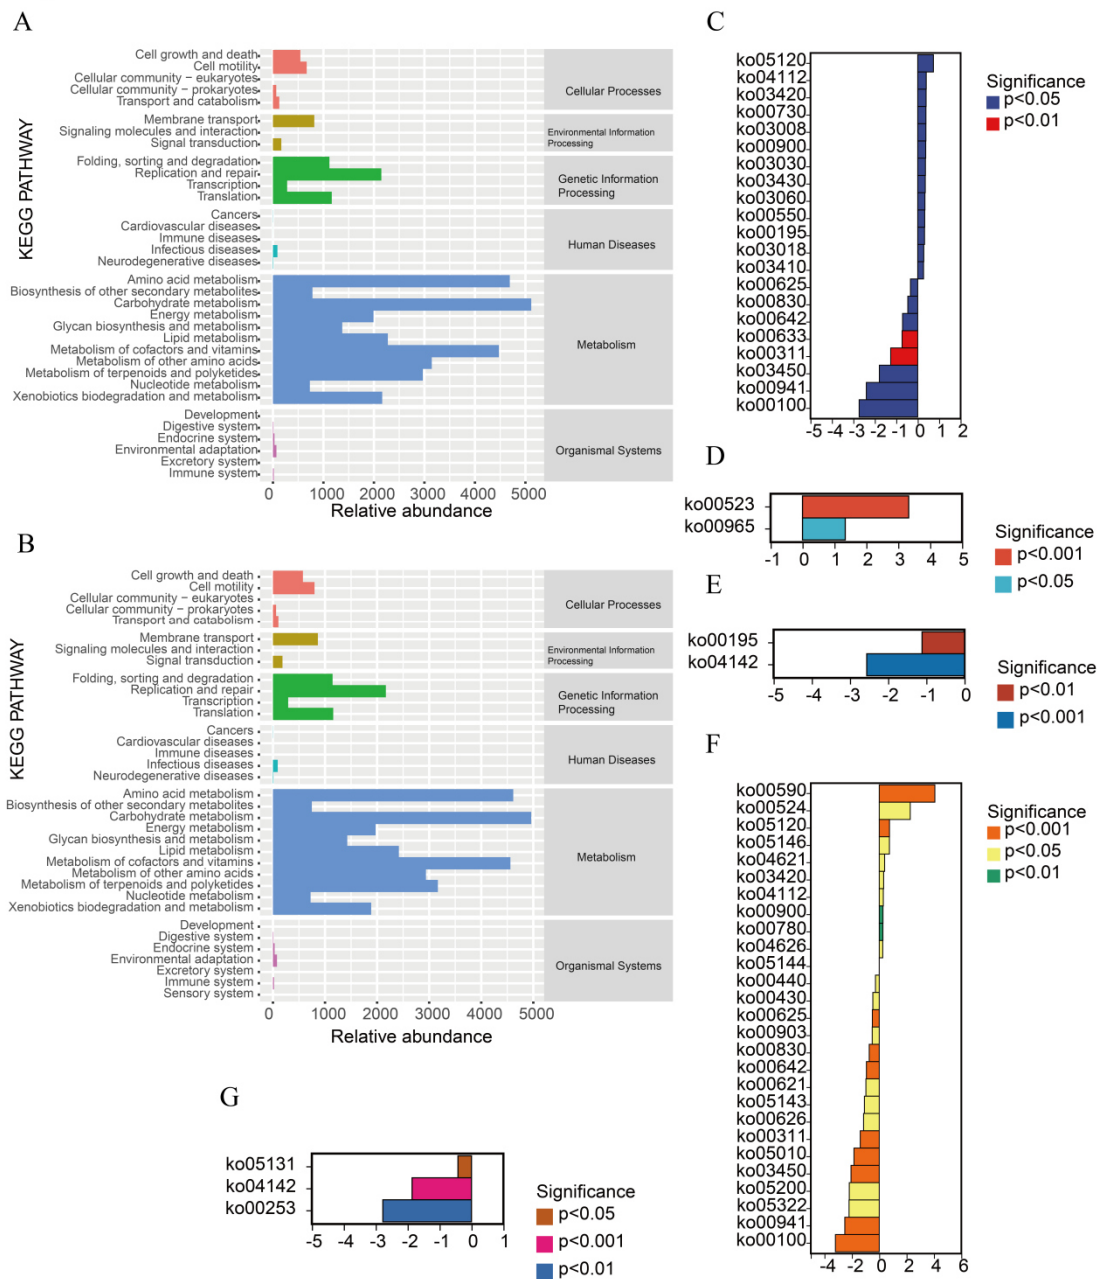 A
KEGG PATHWAY
Cell growth and death
Cell motility
Cellular community − eukaryotes
Cellular community − prokaryotes
Transport and catabolism
Cellular Processes
Membrane transport
Signaling molecules and interaction
Signal transduction
Environmental Information
Processing
Folding, sorting and degradation
Replication and repair
Transcription
Translation
Genetic Information
Processing
Cancers
Cardiovascular diseases
Immune diseases
Infectious diseases
Neurodegenerative diseases
Human Diseases
Amino acid metabolism
Biosynthesis of other secondary metabolites
Carbohydrate metabolism
Energy metabolism
Glycan biosynthesis and metabolism
Lipid metabolism
Metabolism of cofactors and vitamins
Metabolism of other amino acids
Metabolism of terpenoids and polyketides
Nucleotide metabolism
Xenobiotics biodegradation and metabolism
Metabolism
Development
Digestive system
Endocrine system
Environmental adaptation
Excretory system
Immune system
Organismal Systems
0 1000 2000 3000 4000 5000
Relative abundance
B
KEGG PATHWAY
Cell growth and death
Cell motility
Cellular community − eukaryotes
Cellular community − prokaryotes
Transport and catabolism
Cellular Processes
Membrane transport
Signaling molecules and interaction
Signal transduction
Environmental Information
Processing
Folding, sorting and degradation
Replication and repair
Transcription
Translation
Genetic Information
Processing
Cancers
Cardiovascular diseases
Immune diseases
Infectious diseases
Neurodegenerative diseases
Human Diseases
Amino acid metabolism
Biosynthesis of other secondary metabolites
Carbohydrate metabolism
Energy metabolism
Glycan biosynthesis and metabolism
Lipid metabolism
Metabolism of cofactors and vitamins
Metabolism of other amino acids
Metabolism of terpenoids and polyketides
Nucleotide metabolism
Xenobiotics biodegradation and metabolism
Metabolism
Development
Digestive system
Endocrine system
Environmental adaptation
Excretory system
Immune system
Sensory system
Organismal Systems
0 1000 2000 3000 4000 5000
Relative abundance
C
ko05120
ko04112
ko03420
ko00730
ko03008
ko00900
ko03030
ko03430
ko03060
ko00550
ko00195
ko03018
ko03410
ko00625
ko00830
ko00642
ko00633
ko00311
ko03450
ko00941
ko00100
-5 -4 -3 -2 -1 0 1 2
Significance
p<0.05
p<0.01
D
ko00523
ko00965
-1 0 1 2 3 4 5
Significance
p<0.001
p<0.05
E
ko00195
ko04142
-5 -4 -3 -2 -1 0
Significance
p<0.01
p<0.001
F
ko00590
ko00524
ko05120
ko05146
ko04621
ko03420
ko04112
ko00900
ko00780
ko04626
ko05144
ko00440
ko00430
ko00625
ko00903
ko00830
ko00642
ko00621
ko05143
ko00626
ko00311
ko05010
ko03450
ko05200
ko05322
ko00941
ko00100
-4 -2 0 2 4 6
Significance
p<0.001
p<0.05
p<0.01
G
ko05131
ko04142
ko00253
-5 -4 -3 -2 -1 0 1
Significance
p<0.05
p<0.001
p<0.01